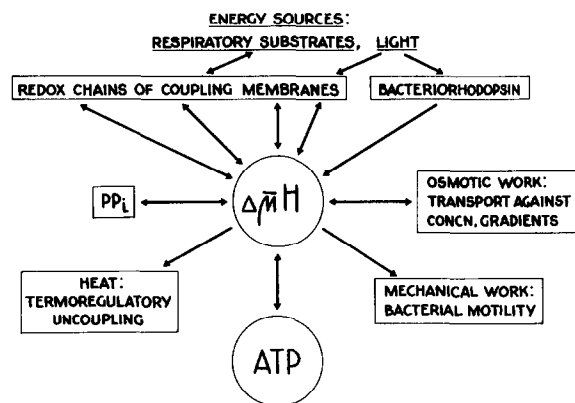 ENERGY SOURCES:
RESPIRATORY SUBSTRATES, LIGHT
REDOX CHAINS OF COUPLING MEMBRANES
BACTERIORHODOPSIN
PPi
Δμ̄H
OSMOTIC WORK:
TRANSPORT AGAINST
CONCN, GRADIENTS
HEAT:
TERMOREGULATORY
UNCOUPLING
MECHANICAL WORK:
BACTERIAL MOTILITY
ATP